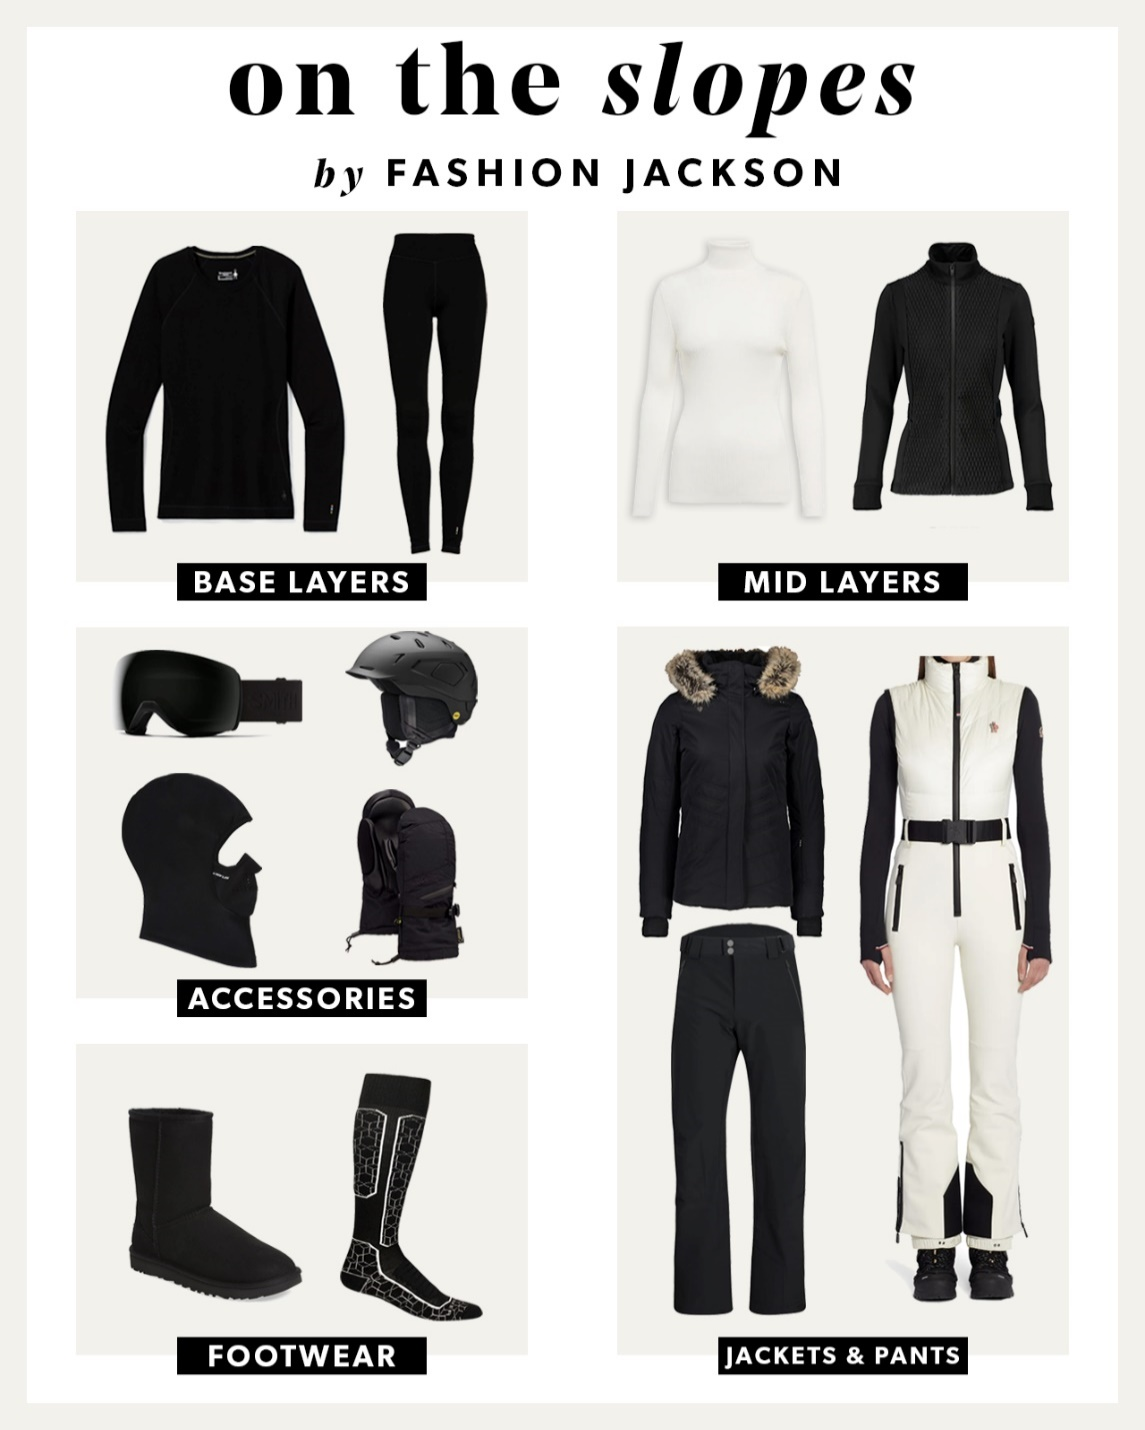 on the slopes
by FASHION JACKSON
BASE LAYERS
MID LAYERS
ACCESSORIES
FOOTWEAR
JACKETS & PANTS